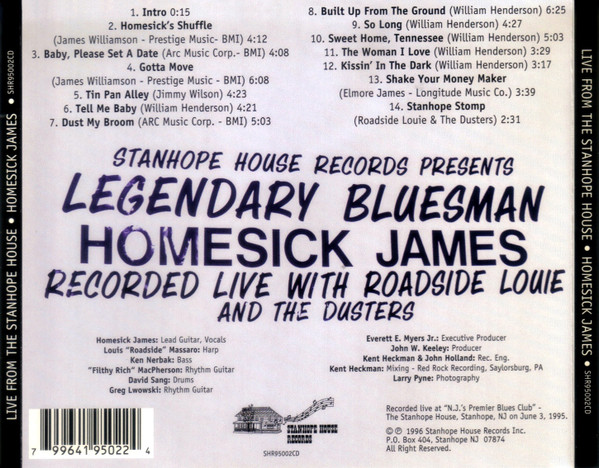 LIVE FROM THE STANHOPE HOUSE • HOMESICK JAMES • SHR95002CD
1. Intro 0:15
2. Homesick's Shuffle
(James Williamson - Prestige Music- BMI) 4:12
3. Baby, Please Set A Date (Arc Music Corp.- BMI) 4:08
4. Gotta Move
(James Williamson - Prestige Music - BMI) 6:08
5. Tin Pan Alley (Jimmy Wilson) 4:23
6. Tell Me Baby (William Henderson) 4:21
7. Dust My Broom (ARC Music Corp. - BMI) 5:03
8. Built Up From The Ground (William Henderson) 6:25
9. So Long (William Henderson) 4:27
10. Sweet Home, Tennessee (William Henderson) 5:03
11. The Woman I Love (William Henderson) 3:29
12. Kissin' In The Dark (William Henderson) 3:17
13. Shake Your Money Maker
(Elmore James - Longitude Music Co.) 3:39
14. Stanhope Stomp
(Roadside Louie & The Dusters) 2:31
STANHOPE HOUSE RECORDS PRESENTS
LEGENDARY BLUESMAN
HOMESICK JAMES
RECORDED LIVE WITH ROADSIDE LOUIE
AND THE DUSTERS
Homesick James: Lead Guitar, Vocals
Louis "Roadside" Massaro: Harp
Ken Nerbak: Bass
"Filthy Rich" MacPherson: Rhythm Guitar
David Sang: Drums
Greg Lwowski: Rhythm Guitar
Everett E. Myers Jr.: Executive Producer
John W. Keeley: Producer
Kent Heckman & John Holland: Rec. Eng.
Kent Heckman: Mixing - Red Rock Recording, Saylorsburg, PA
Larry Pyne: Photography
Recorded live at "N.J.'s Premier Blues Club" -
The Stanhope House, Stanhope, NJ on June 3, 1995.
© ℗ 1996 Stanhope House Records Inc.
P.O. Box 404, Stanhope, NJ 07874
All Rights Reserved.
7 99641 95022 4
STANHOPE HOUSE
RECORDS
SHR95002CD
LIVE FROM THE STANHOPE HOUSE • HOMESICK JAMES • SHR95002CD